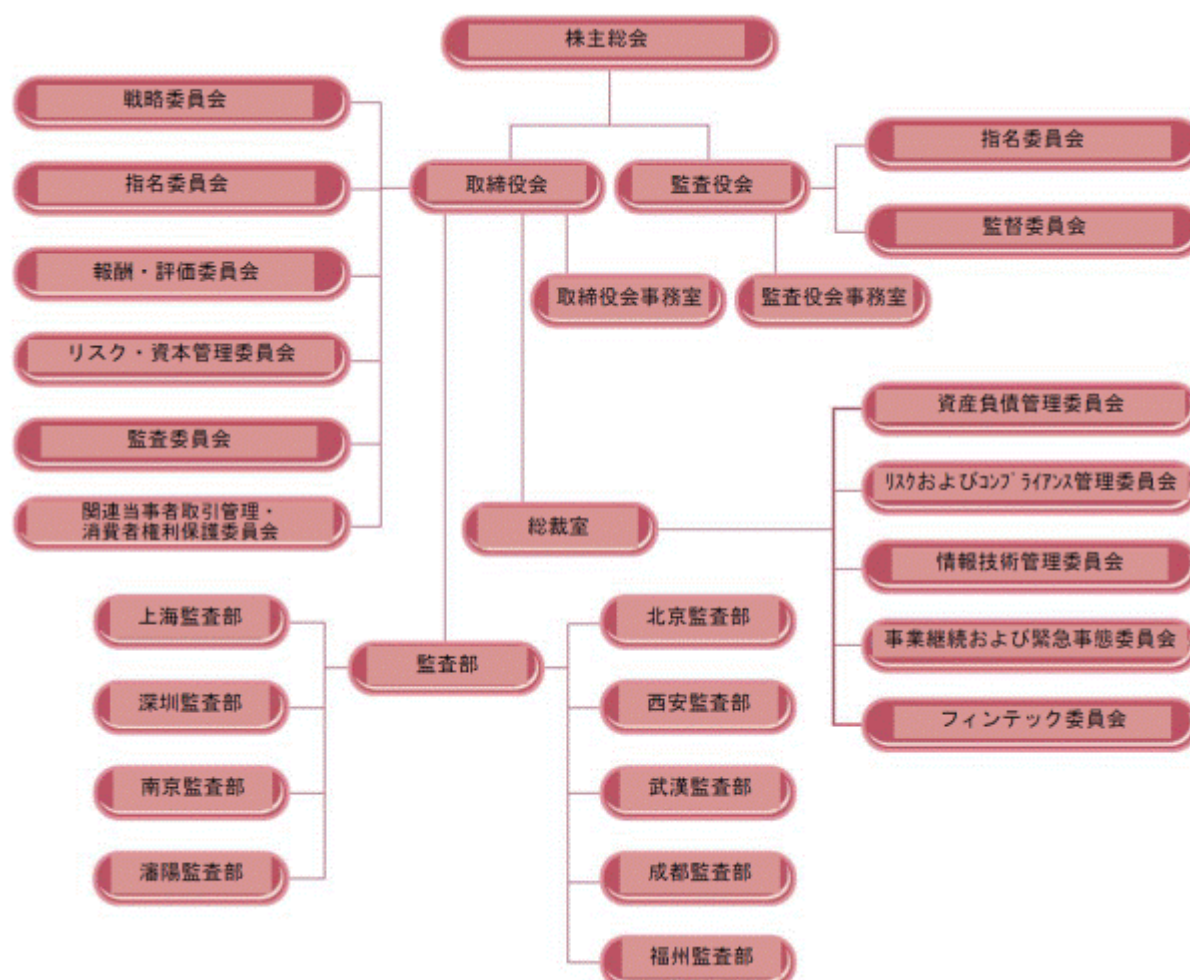 株主総会
戦略委員会
指名委員会
報酬・評価委員会
リスク・資本管理委員会
監査委員会
関連当事者取引管理・
消費者権利保護委員会
取締役会
監査役会
指名委員会
監督委員会
取締役会事務室
監査役会事務室
総裁室
資産負債管理委員会
ﾘｽｸおよびｺﾝﾌﾟﾗｲｱﾝｽ管理委員会
情報技術管理委員会
事業継続および緊急事態委員会
フィンテック委員会
監査部
上海監査部
深圳監査部
南京監査部
瀋陽監査部
北京監査部
西安監査部
武漢監査部
成都監査部
福州監査部